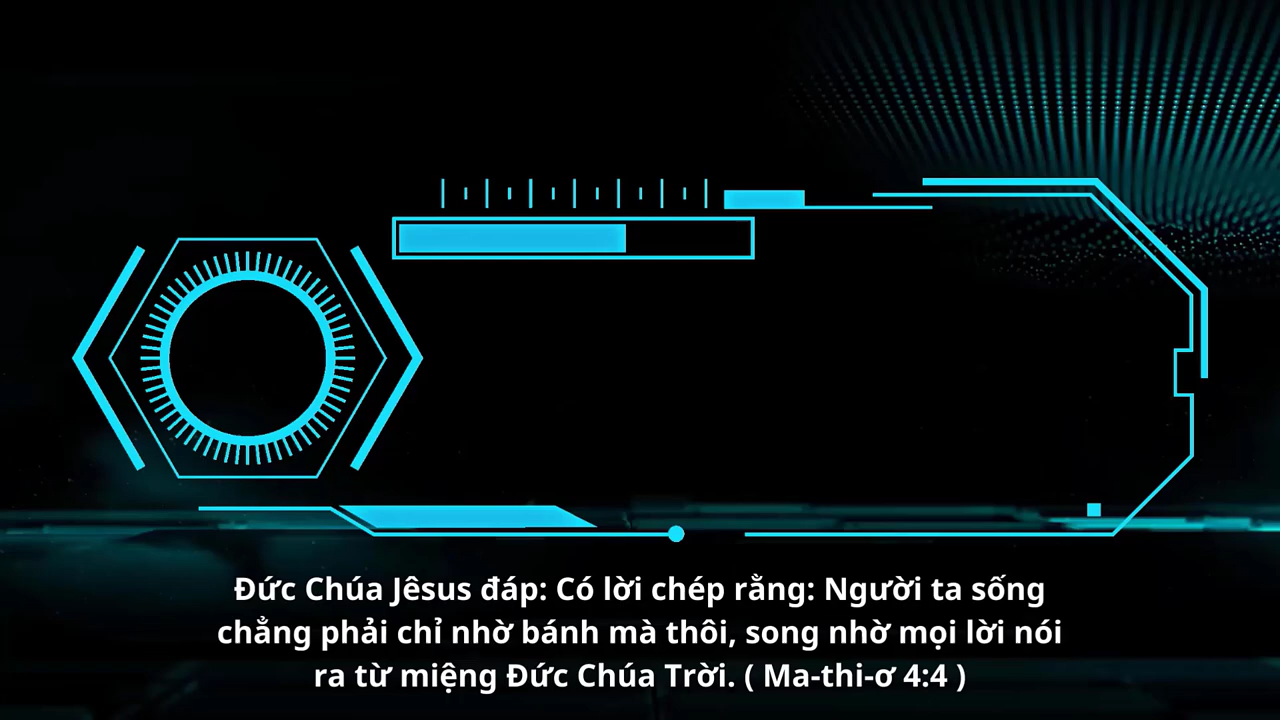 Đức Chúa Jêsus đáp: Có lời chép rằng: Người ta sống
chẳng phải chỉ nhờ bánh mà thôi, song nhờ mọi lời nói
ra từ miệng Đức Chúa Trời. ( Ma-thi-ơ 4:4 )